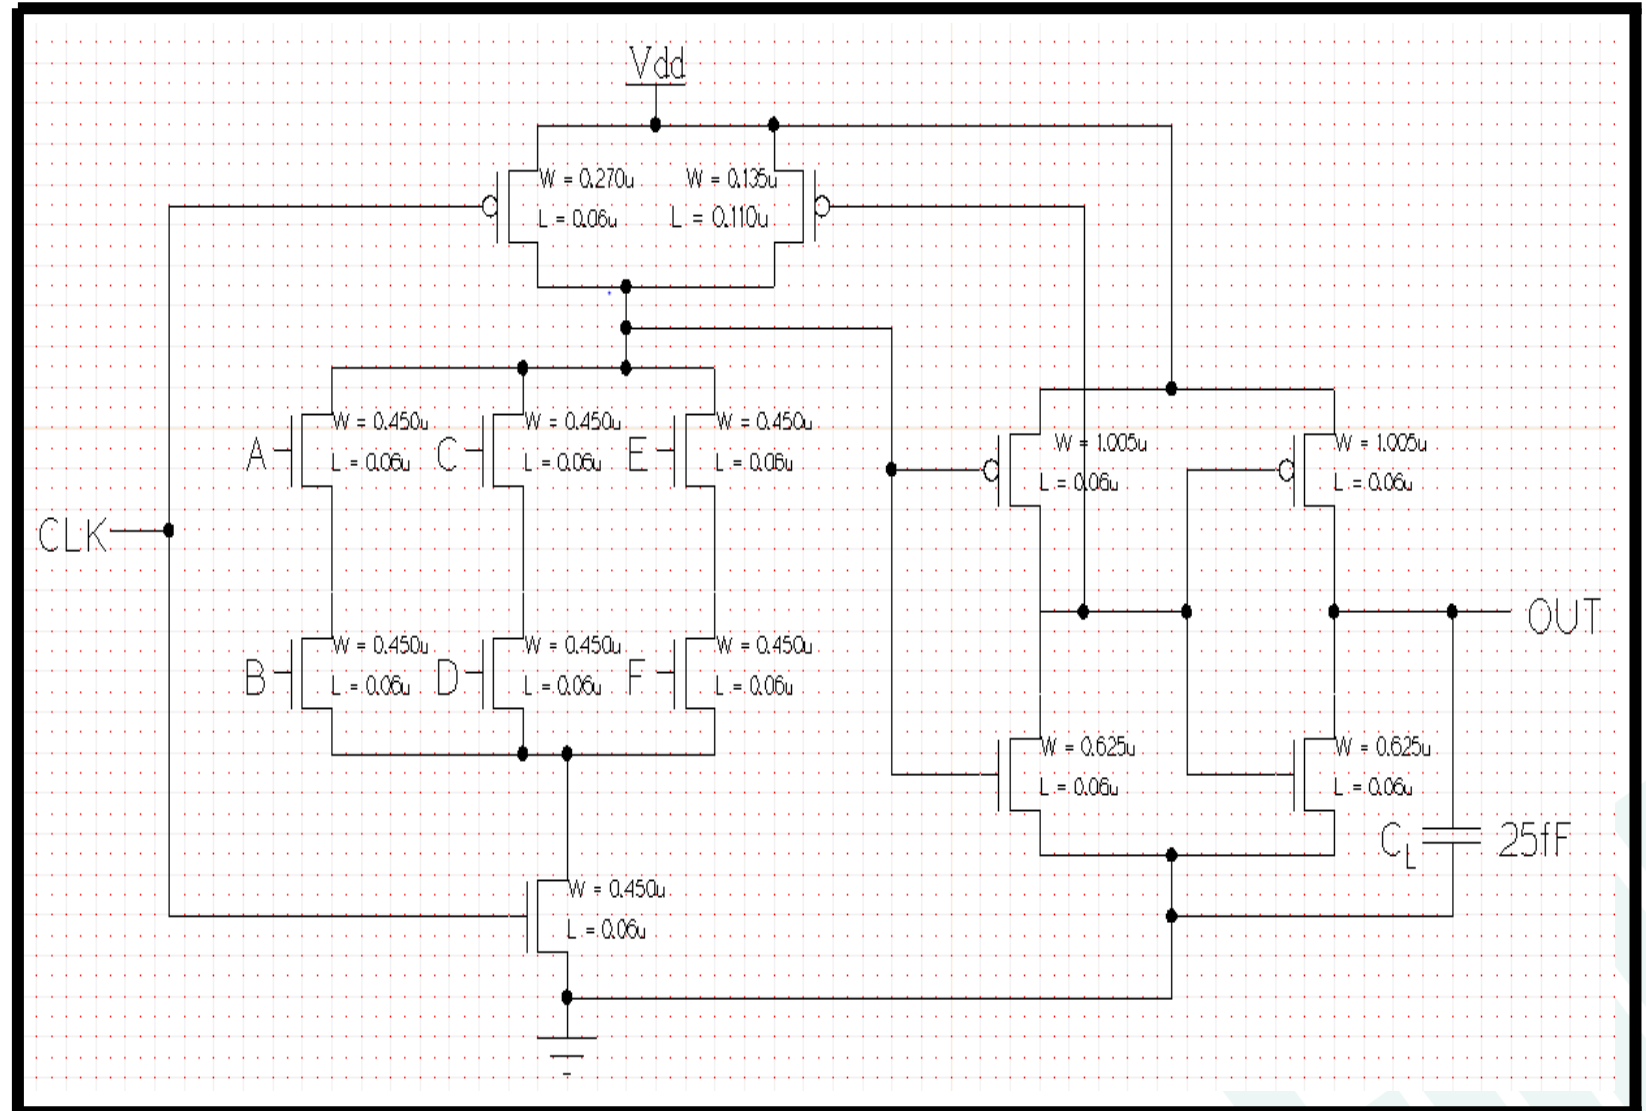 Vdd
W = 0.270u
W = 0.135u
L = 0.06u
L = 0.110u
W = 0.450u
W = 0.450u
W = 0.450u
A
C
E
L = 0.06u
L = 0.06u
L = 0.06u
W = 1.005u
W = 1.005u
L = 0.06u
L = 0.06u
CLK
OUT
W = 0.450u
W = 0.450u
W = 0.450u
B
D
F
L = 0.06u
L = 0.06u
L = 0.06u
W = 0.625u
W = 0.625u
L = 0.06u
L = 0.06u
CL
25fF
W = 0.450u
L = 0.06u